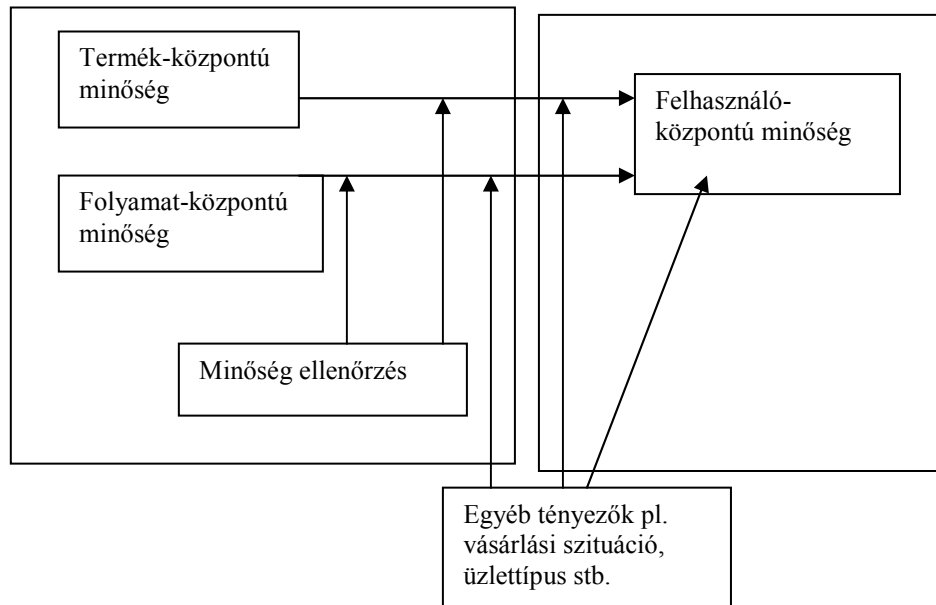 Termék-központú
minőség
Felhasználó-
központú minőség
Folyamat-központú
minőség
Minőség ellenőrzés
Egyéb tényezők pl.
vásárlási szituáció,
üzlettípus stb.